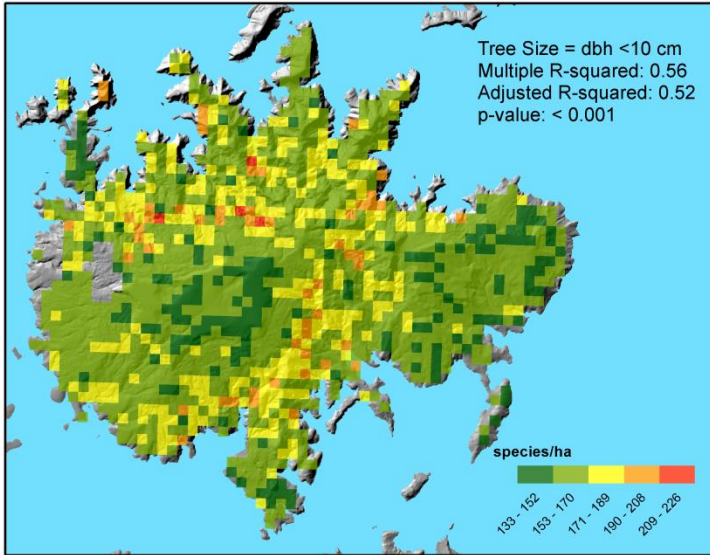 Tree Size = dbh <10 cm
Multiple R-squared: 0.56
Adjusted R-squared: 0.52
p-value: < 0.001
species/ha
133 - 152
153 - 170
171 - 189
190 - 208
209 - 226